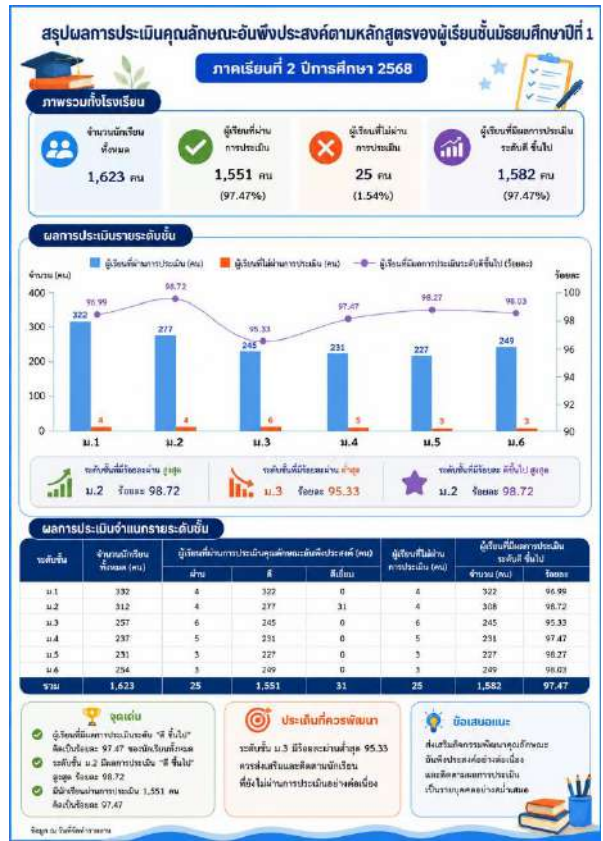 สรุปผลการประเมินคุณลักษณะอันพึงประสงค์ตามหลักสูตรของผู้เรียนชั้นมัธยมศึกษาปีที่ 1
ภาคเรียนที่ 2 ปีการศึกษา 2568
ภาพรวมทั้งโรงเรียน
จำนวนนักเรียน
ทั้งหมด
1,623 คน
ผู้เรียนที่ผ่าน
การประเมิน
1,551 คน
(97.47%)
ผู้เรียนที่ไม่ผ่าน
การประเมิน
25 คน
(1.54%)
ผู้เรียนที่มีผลการประเมิน
ระดับดี ขึ้นไป
1,582 คน
(97.47%)
ผลการประเมินรายระดับชั้น
ผู้เรียนที่ผ่านการประเมิน (คน) ผู้เรียนที่ไม่ผ่านการประเมิน (คน) ผู้เรียนที่มีผลการประเมินระดับดีขึ้นไป (ร้อยละ)
จำนวน (คน) ร้อยละ
400 300 200 100 0
100 98 96 94 92 90
96.99 98.72 95.33 97.47 98.27 98.03
322 277 245 231 227 249
4 4 6 5 3 3
ม.1 ม.2 ม.3 ม.4 ม.5 ม.6
ระดับชั้นที่มีร้อยละผ่าน สูงสุด
ม.2 ร้อยละ 98.72
ระดับชั้นที่มีร้อยละผ่าน ต่ำสุด
ม.3 ร้อยละ 95.33
ระดับชั้นที่มีร้อยละ ดีขึ้นไป สูงสุด
ม.2 ร้อยละ 98.72
ผลการประเมินจำแนกรายระดับชั้น
ระดับชั้น จำนวนนักเรียนทั้งหมด (คน) ผู้เรียนที่ผ่านการประเมินคุณลักษณะอันพึงประสงค์ (คน) ผู้เรียนที่ไม่ผ่านการประเมิน (คน) ผู้เรียนที่มีผลการประเมินระดับดี ขึ้นไป
ผ่าน ดี ดีเยี่ยม จำนวน (คน) ร้อยละ
ม.1 332 4 322 0 4 322 96.99
ม.2 312 4 277 31 4 308 98.72
ม.3 257 6 245 0 6 245 95.33
ม.4 237 5 231 0 5 231 97.47
ม.5 231 3 227 0 3 227 98.27
ม.6 254 3 249 0 3 249 98.03
รวม 1,623 25 1,551 31 25 1,582 97.47
จุดเด่น
ผู้เรียนที่มีผลการประเมินระดับ "ดี ขึ้นไป"
คิดเป็นร้อยละ 97.47 ของนักเรียนทั้งหมด
ระดับชั้น ม.2 มีผลการประเมิน "ดี ขึ้นไป"
สูงสุด ร้อยละ 98.72
มีนักเรียนผ่านการประเมิน 1,551 คน
คิดเป็นร้อยละ 97.47
ประเด็นที่ควรพัฒนา
ระดับชั้น ม.3 มีร้อยละผ่านต่ำสุด 95.33
ควรส่งเสริมและติดตามนักเรียน
ที่ยังไม่ผ่านการประเมินอย่างต่อเนื่อง
ข้อเสนอแนะ
ส่งเสริมกิจกรรมพัฒนาคุณลักษณะ
อันพึงประสงค์อย่างต่อเนื่อง
และติดตามผลการประเมิน
เป็นรายบุคคลอย่างสม่ำเสมอ
ข้อมูล ณ วันที่จัดทำรายงาน